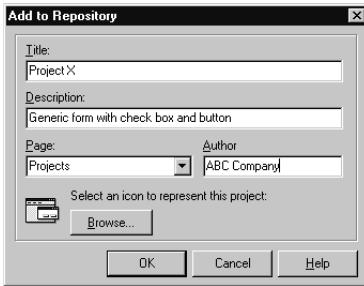 Add to Repository
Title:
Project X
Description:
Generic form with check box and button
Page: Author
Projects ABC Company
Select an icon to represent this project:
Browse...
OK Cancel Help